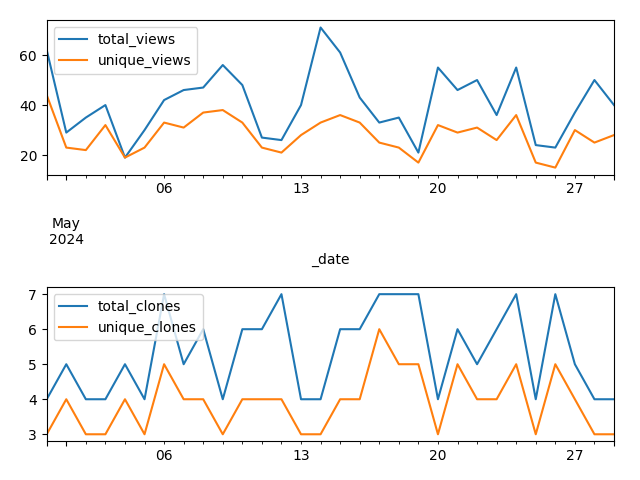 total_views
unique_views
60
40
20
06 13 20 27
May
2024
_date
7
total_clones
unique_clones
6
5
4
3
06 13 20 27